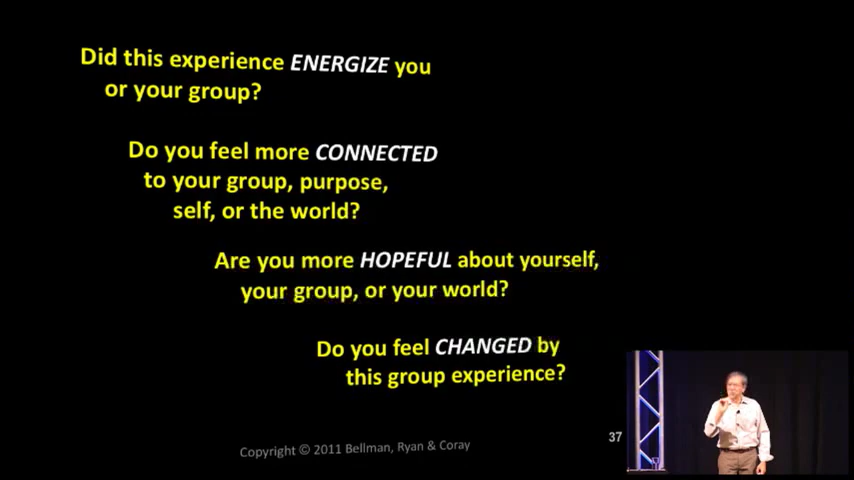 Did this experience ENERGIZE you
or your group?
Do you feel more CONNECTED
to your group, purpose,
self, or the world?
Are you more HOPEFUL about yourself,
your group, or your world?
Do you feel CHANGED by
this group experience?
Copyright © 2011 Bellman, Ryan & Coray
37